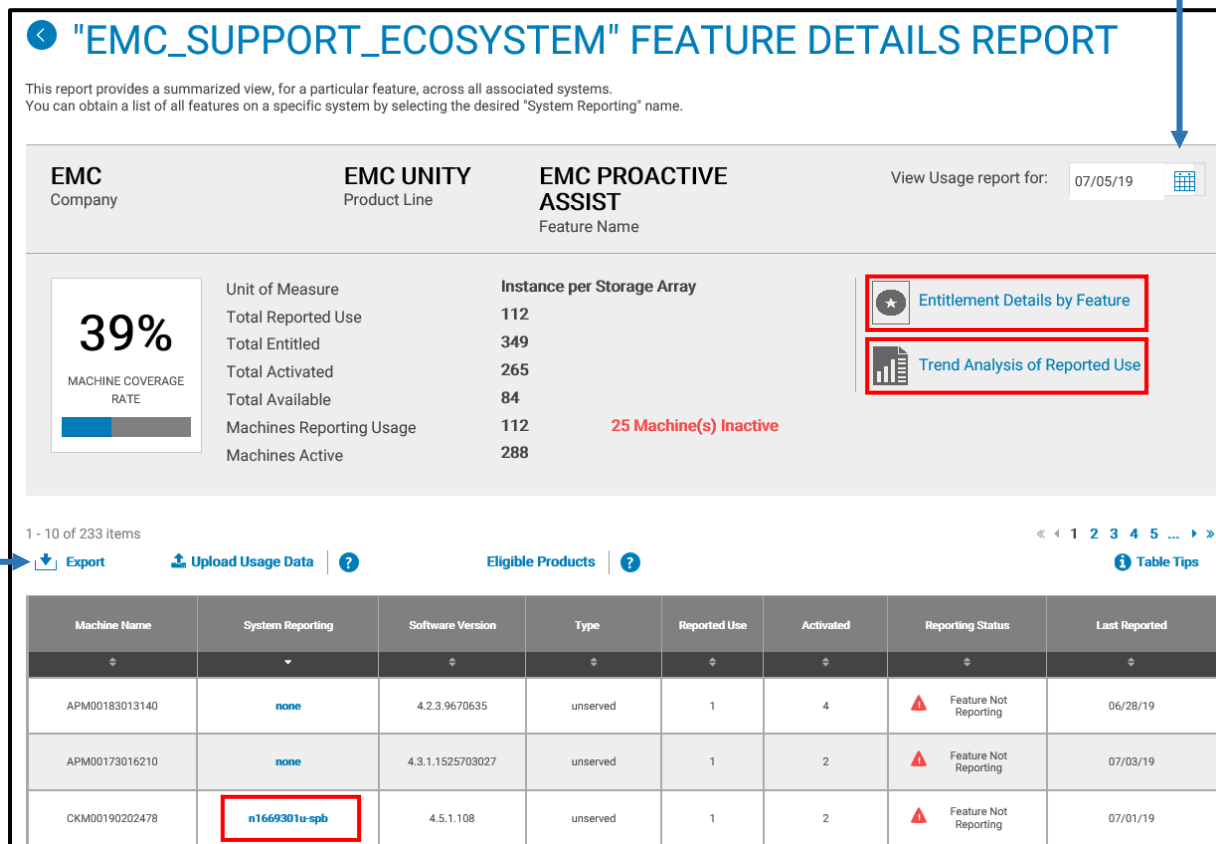 "EMC_SUPPORT_ECOSYSTEM" FEATURE DETAILS REPORT
This report provides a summarized view, for a particular feature, across all associated systems.
You can obtain a list of all features on a specific system by selecting the desired "System Reporting" name.
EMC
Company
EMC UNITY
Product Line
EMC PROACTIVE
ASSIST
Feature Name
View Usage report for: 07/05/19
39%
MACHINE COVERAGE
RATE
Unit of Measure Instance per Storage Array
Total Reported Use 112
Total Entitled 349
Total Activated 265
Total Available 84
Machines Reporting Usage 112 25 Machine(s) Inactive
Machines Active 288
Entitlement Details by Feature
Trend Analysis of Reported Use
1 - 10 of 233 items
1 2 3 4 5 ...
Export Upload Usage Data ? Eligible Products ? Table Tips
Machine Name System Reporting Software Version Type Reported Use Activated Reporting Status Last Reported
APM00183013140 none 4.2.3.9670635 unserved 1 4 Feature Not
Reporting 06/28/19
APM00173016210 none 4.3.1.1525703027 unserved 1 2 Feature Not
Reporting 07/03/19
CKM00190202478 n1669301u-spb 4.5.1.108 unserved 1 2 Feature Not
Reporting 07/01/19